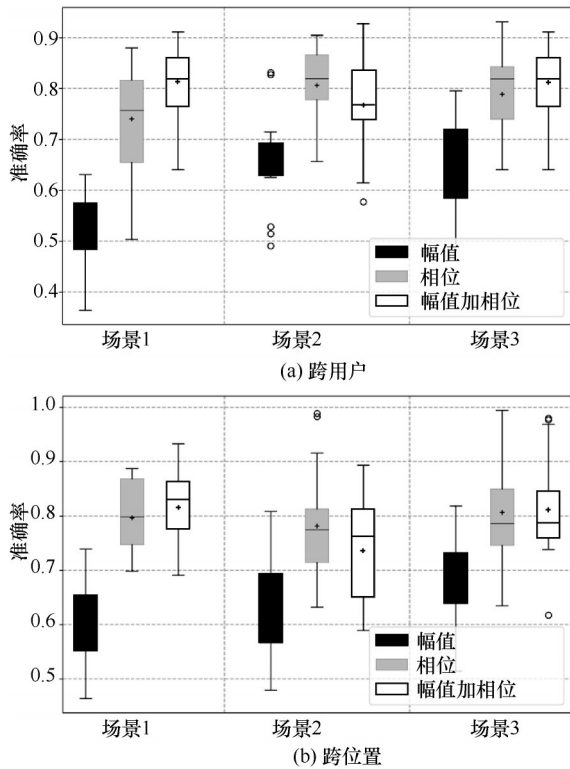 0.9
0.8
0.7
0.6
0.5
0.4
准确率
幅值
相位
幅值加相位
场景1 场景2 场景3
(a) 跨用户
1.0
0.9
0.8
0.7
0.6
0.5
准确率
幅值
相位
幅值加相位
场景1 场景2 场景3
(b) 跨位置